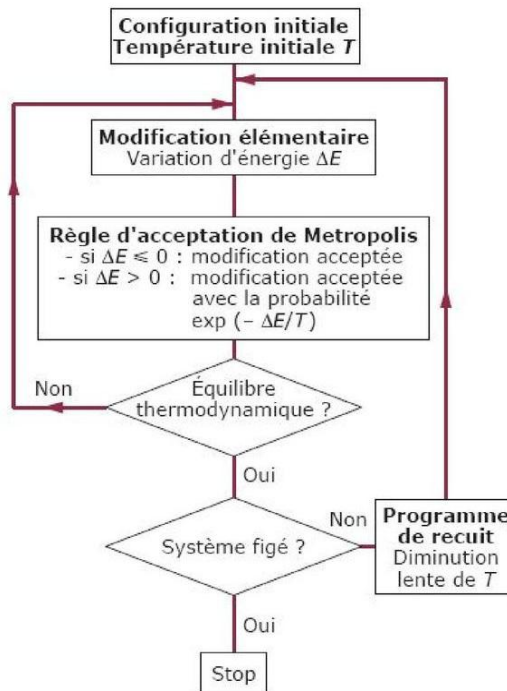 Configuration initiale
Température initiale T
Modification élémentaire
Variation d'énergie ΔE
Règle d'acceptation de Metropolis
- si ΔE ⩽ 0 : modification acceptée
- si ΔE > 0 : modification acceptée
avec la probabilité
exp (– ΔE/T)
Non
Équilibre
thermodynamique ?
Oui
Système figé ?
Non
Programme
de recuit
Diminution
lente de T
Oui
Stop